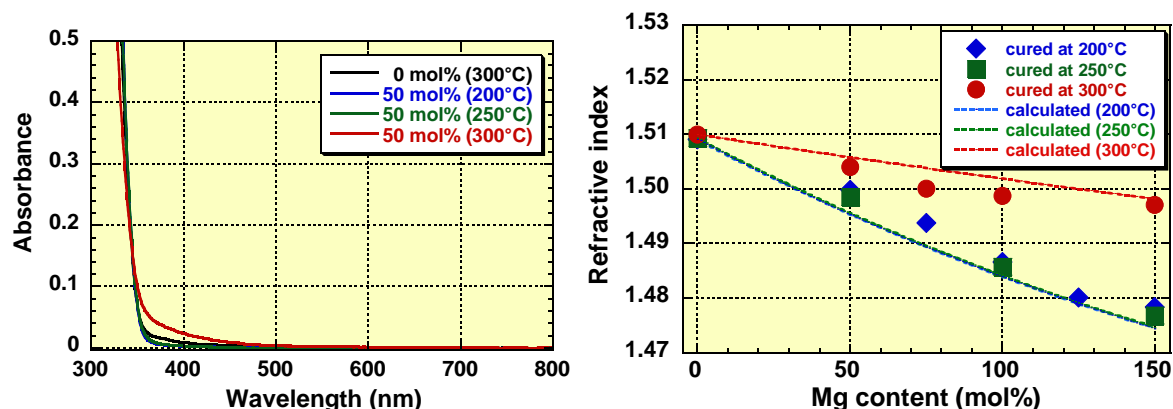 0.5
0.4
0.3
0.2
0.1
0
300
400
500
600
700
800
Absorbance
Wavelength (nm)
0 mol% (300°C)
50 mol% (200°C)
50 mol% (250°C)
50 mol% (300°C)
1.53
1.52
1.51
1.50
1.49
1.48
1.47
0
50
100
150
Refractive index
Mg content (mol%)
cured at 200°C
cured at 250°C
cured at 300°C
calculated (200°C)
calculated (250°C)
calculated (300°C)